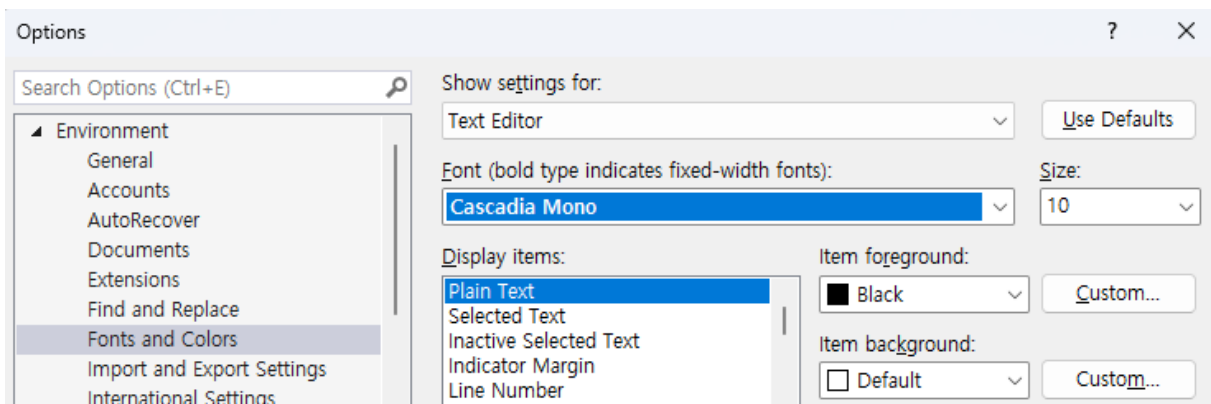 Options
?
Search Options (Ctrl+E)
Environment
General
Accounts
AutoRecover
Documents
Extensions
Find and Replace
Fonts and Colors
Import and Export Settings
International Settings
Show settings for:
Text Editor
Use Defaults
Font (bold type indicates fixed-width fonts):
Size:
Cascadia Mono
10
Display items:
Plain Text
Selected Text
Inactive Selected Text
Indicator Margin
Line Number
Item foreground:
Black
Custom...
Item background:
Default
Custom...